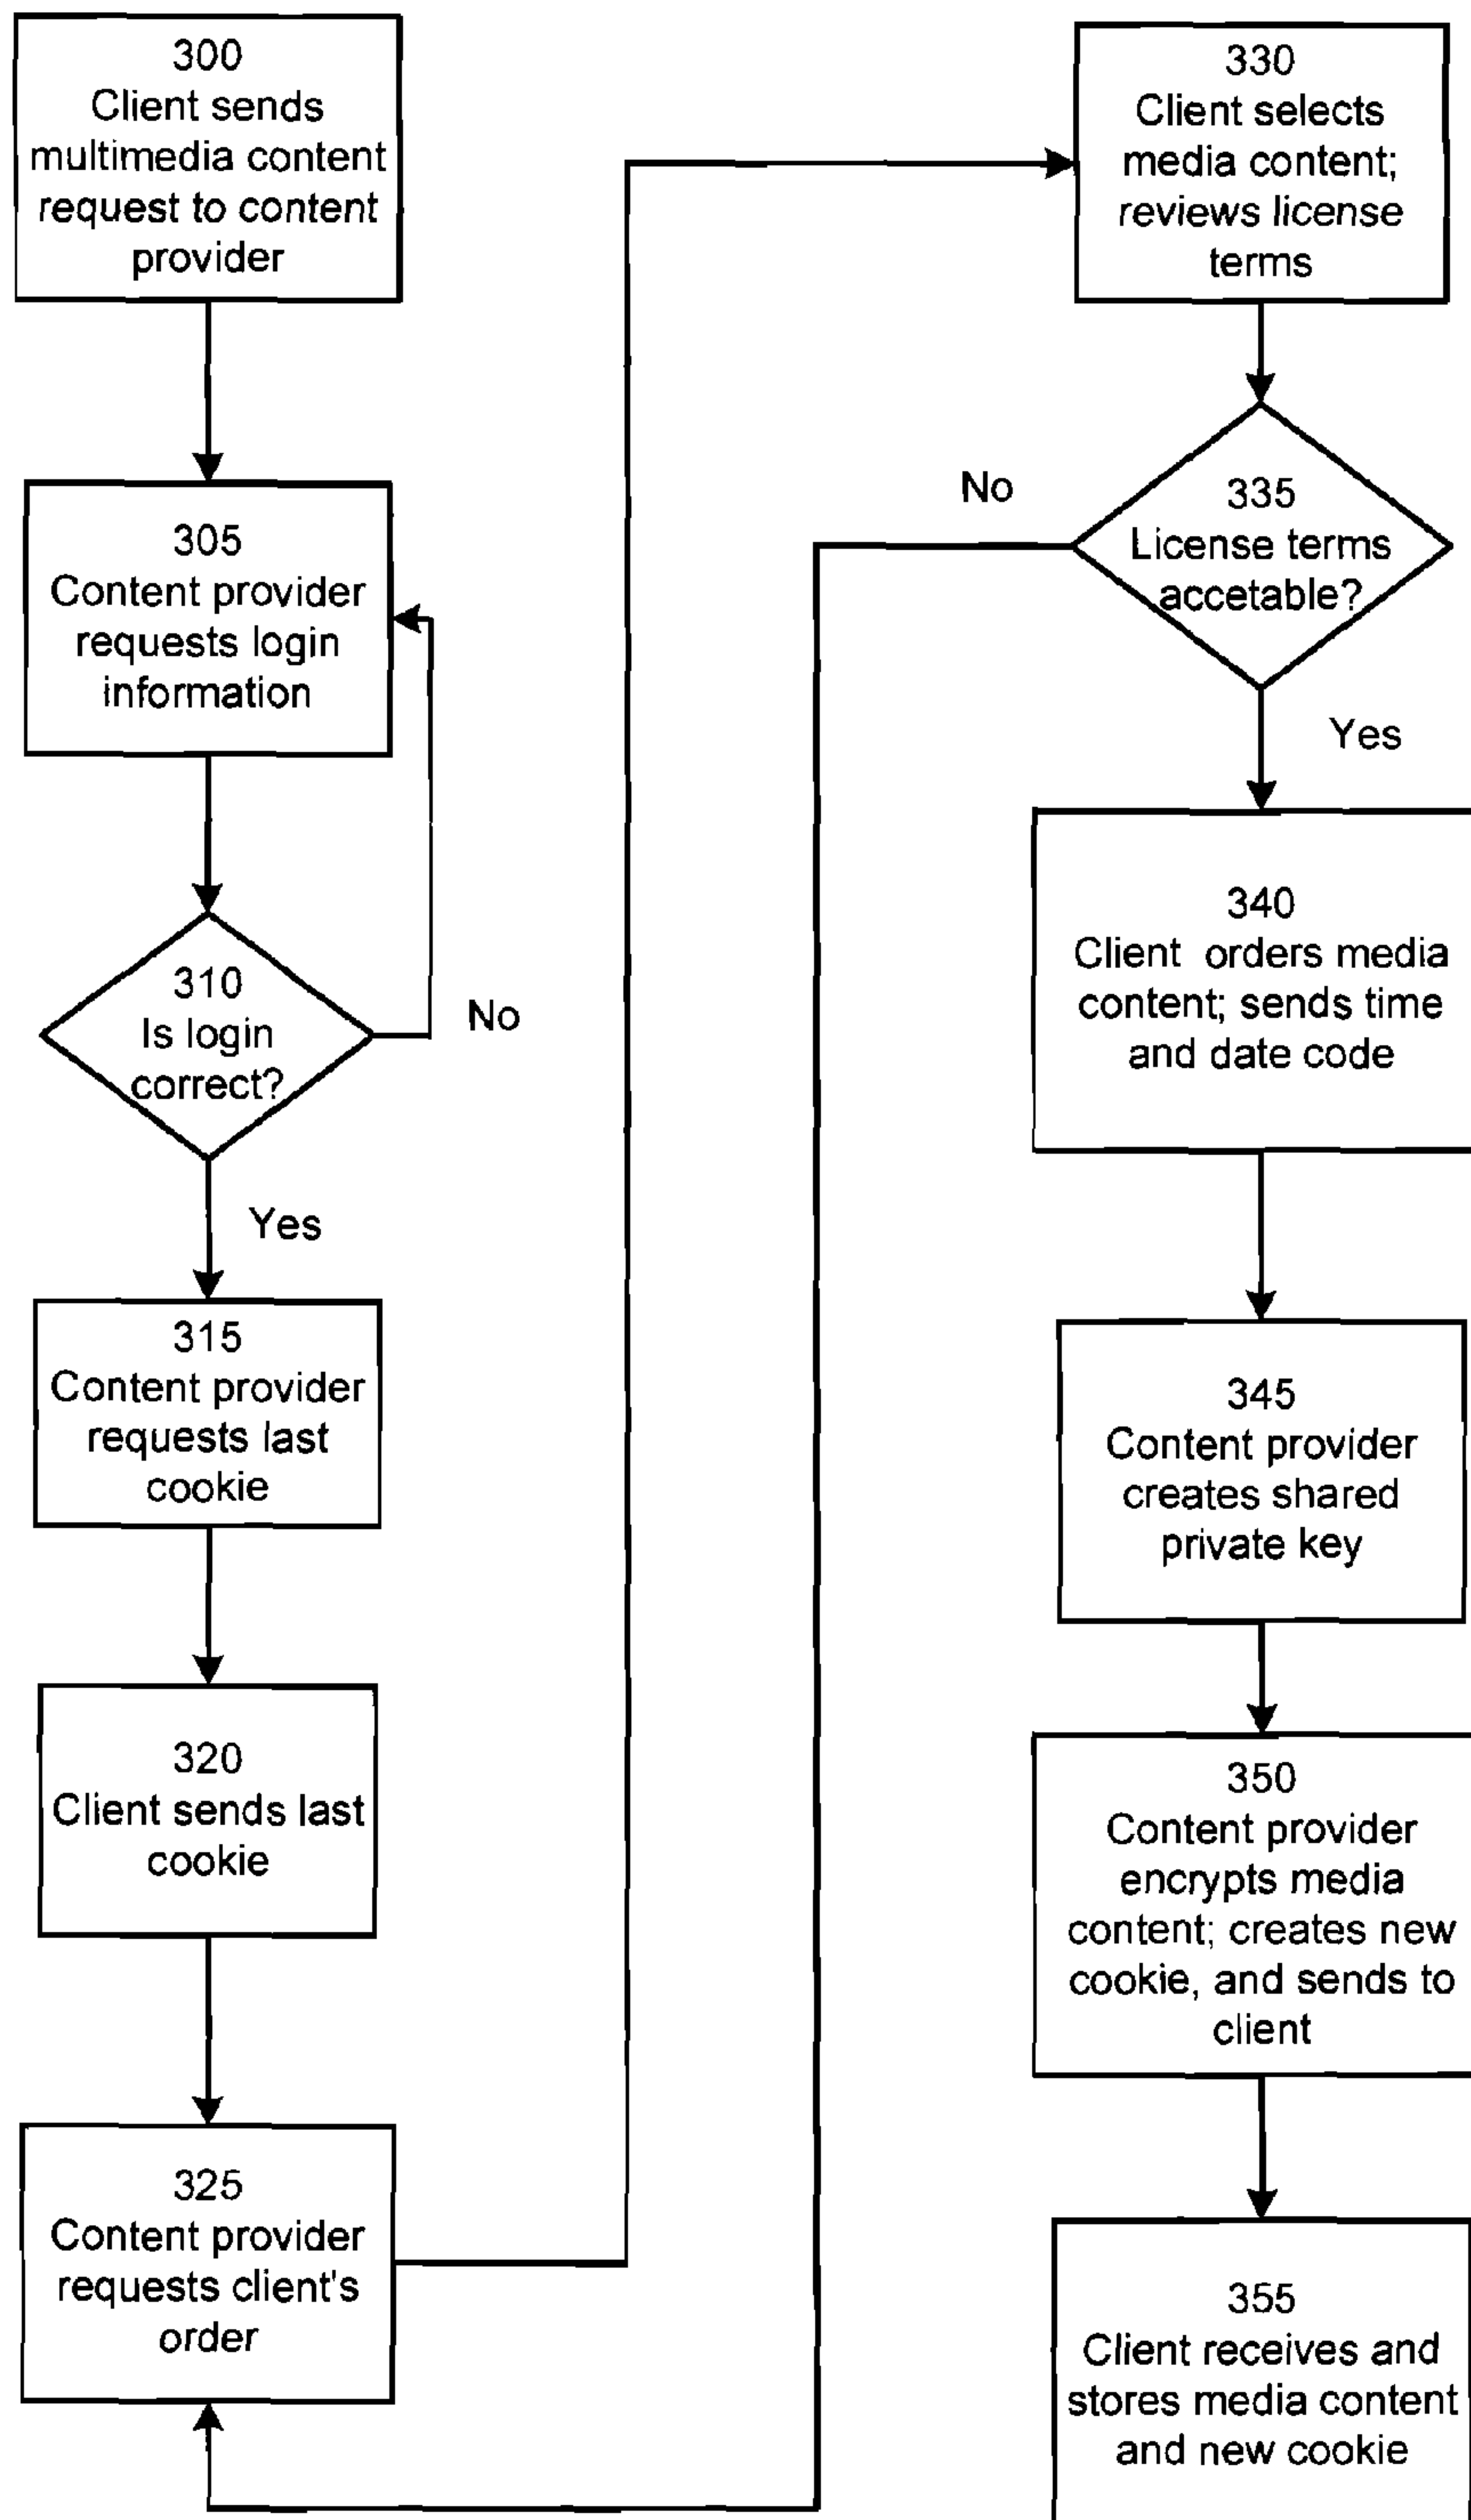 300
Client sends
multimedia content
request to content
provider
305
Content provider
requests login
information
310
Is login
correct?
No
Yes
315
Content provider
requests last
cookie
320
Client sends last
cookie
325
Content provider
requests client's
order
330
Client selects
media content;
reviews license
terms
335
License terms
accetable?
No
Yes
340
Client orders media
content; sends time
and date code
345
Content provider
creates shared
private key
350
Content provider
encrypts media
content; creates new
cookie, and sends to
client
355
Client receives and
stores media content
and new cookie